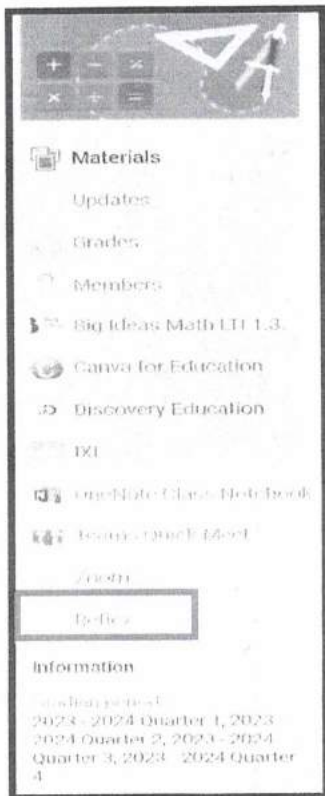 + − ×
× ÷ =
Materials
Updates
Grades
Members
Big Ideas Math LTI 1.3
Canva for Education
Discovery Education
IXL
OneNote Class Notebook
Teams Quick Meet
Zoom
Reflex
Information
Grading period
2023 - 2024 Quarter 1, 2023 -
2024 Quarter 2, 2023 - 2024
Quarter 3, 2023 - 2024 Quarter
4